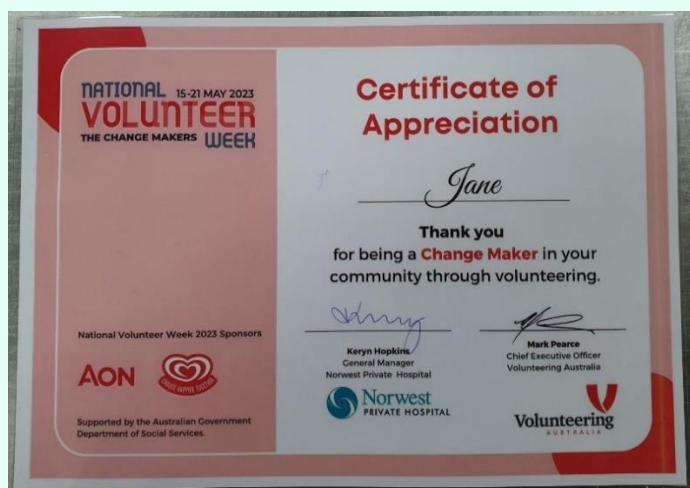 NATIONAL 15-21 MAY 2023
VOLUNTEER
THE CHANGE MAKERS WEEK
National Volunteer Week 2023 Sponsors
AON
Supported by the Australian Government
Department of Social Services.
Certificate of
Appreciation
Jane
Thank you
for being a Change Maker in your
community through volunteering.
Keryn Hopkins
General Manager
Norwest Private Hospital
Norwest
PRIVATE HOSPITAL
Mark Pearce
Chief Executive Officer
Volunteering Australia
Volunteering
AUSTRALIA